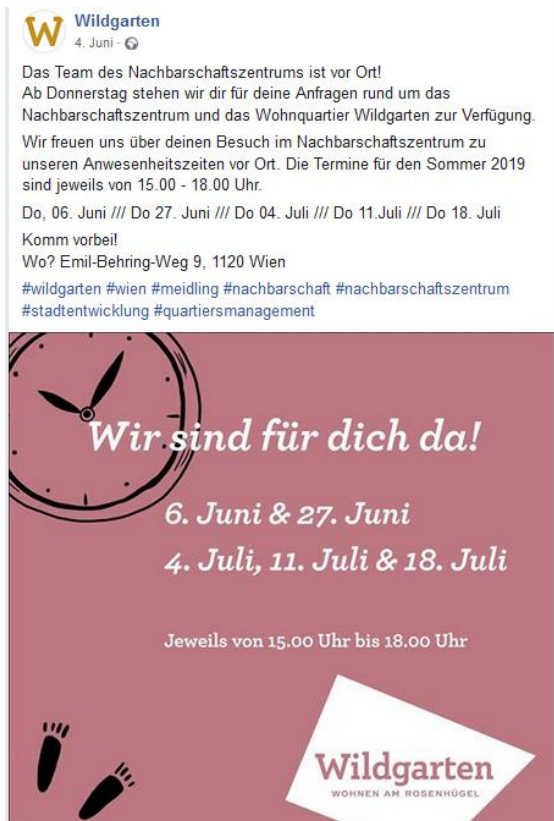 Wildgarten
4. Juni ·
Das Team des Nachbarschaftszentrums ist vor Ort!
Ab Donnerstag stehen wir dir für deine Anfragen rund um das
Nachbarschaftszentrum und das Wohnquartier Wildgarten zur Verfügung.
Wir freuen uns über deinen Besuch im Nachbarschaftszentrum zu
unseren Anwesenheitszeiten vor Ort. Die Termine für den Sommer 2019
sind jeweils von 15.00 - 18.00 Uhr.
Do, 06. Juni /// Do 27. Juni /// Do 04. Juli /// Do 11.Juli /// Do 18. Juli
Komm vorbei!
Wo? Emil-Behring-Weg 9, 1120 Wien
#wildgarten #wien #meidling #nachbarschaft #nachbarschaftszentrum
#stadtentwicklung #quartiersmanagement
Wir sind für dich da!
6. Juni & 27. Juni
4. Juli, 11. Juli & 18. Juli
Jeweils von 15.00 Uhr bis 18.00 Uhr
Wildgarten
WOHNEN AM ROSENHÜGEL